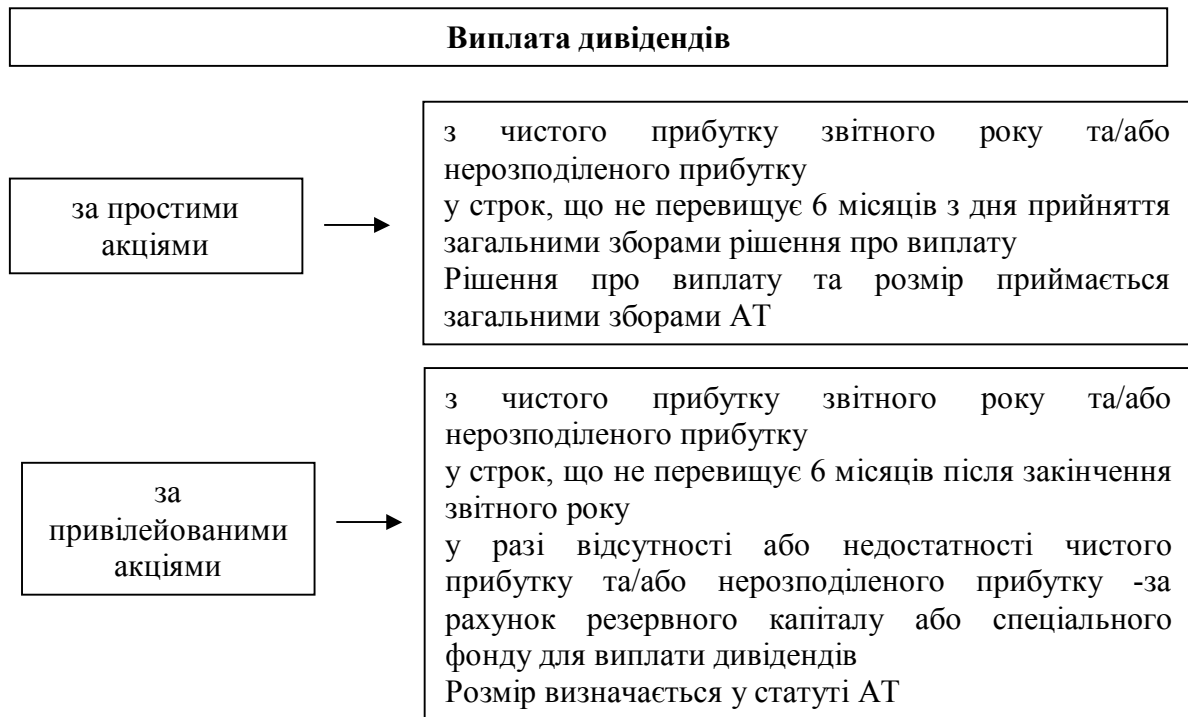 Виплата дивідендів
за простими
акціями
з чистого прибутку звітного року та/або
нерозподіленого прибутку
у строк, що не перевищує 6 місяців з дня прийняття
загальними зборами рішення про виплату
Рішення про виплату та розмір приймається
загальними зборами АТ
за
привілейованими
акціями
з чистого прибутку звітного року та/або
нерозподіленого прибутку
у строк, що не перевищує 6 місяців після закінчення
звітного року
у разі відсутності або недостатності чистого
прибутку та/або нерозподіленого прибутку -за
рахунок резервного капіталу або спеціального
фонду для виплати дивідендів
Розмір визначається у статуті АТ